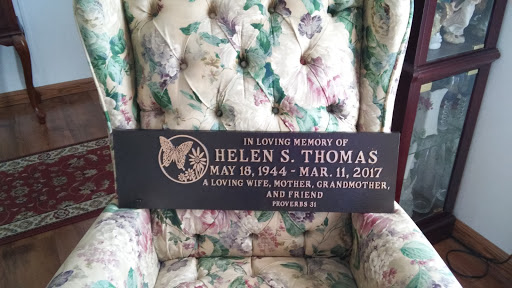 IN LOVING MEMORY OF
HELEN S. THOMAS
MAY 18, 1944 - MAR. 11, 2017
A LOVING WIFE, MOTHER, GRANDMOTHER,
AND FRIEND
PROVERBS 31